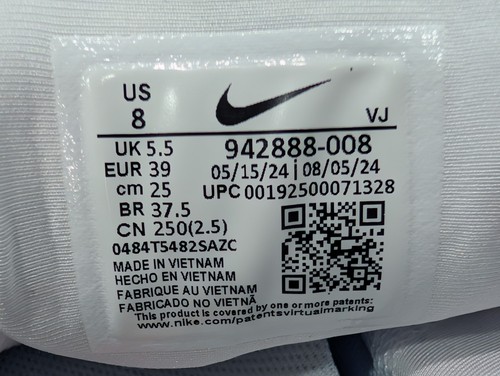 US
8
VJ
UK 5.5
EUR 39
cm 25
BR 37.5
CN 250(2.5)
0484T5482SAZC
942888-008
05/15/24 | 08/05/24
UPC 00192500071328
MADE IN VIETNAM
HECHO EN VIETNAM
FABRIQUE AU VIETNAM
FABRICADO NO VIETNÃ
This product is covered by one or more patents:
www.nike.com/patentsvirtualmarking